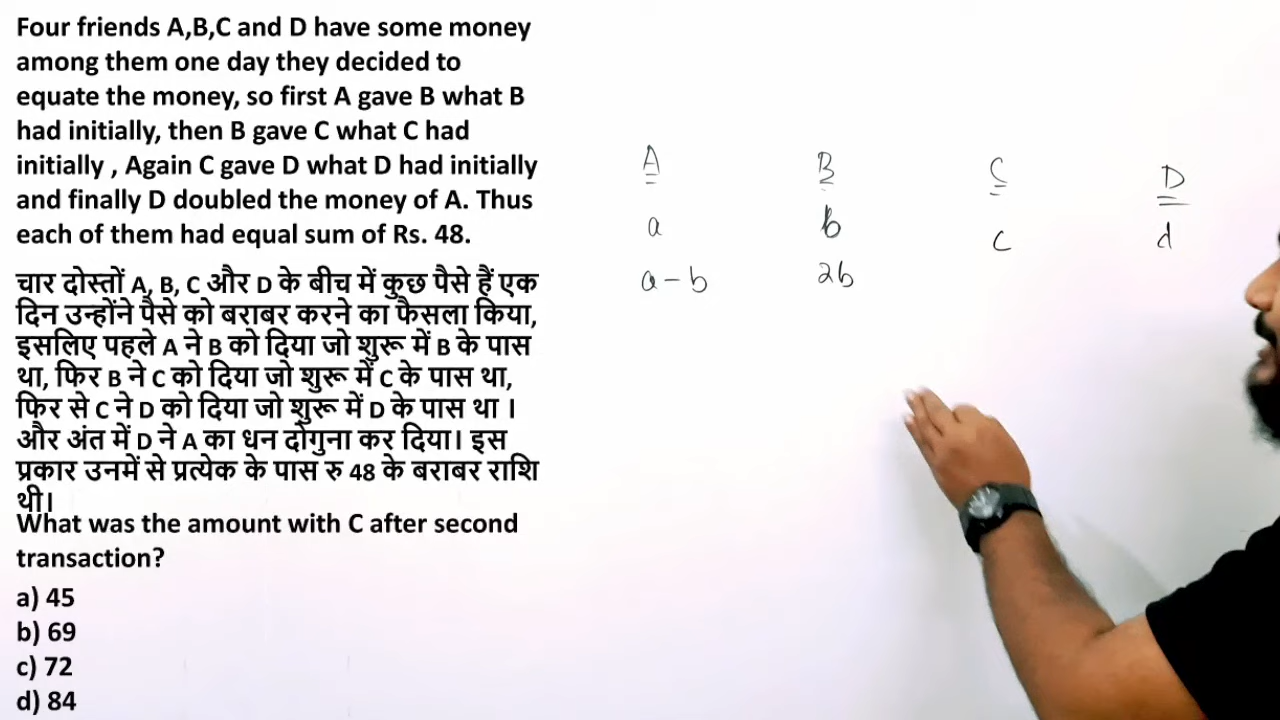 Four friends A,B,C and D have some money
among them one day they decided to
equate the money, so first A gave B what B
had initially, then B gave C what C had
initially , Again C gave D what D had initially
and finally D doubled the money of A. Thus
each of them had equal sum of Rs. 48.
चार दोस्तों A, B, C और D के बीच में कुछ पैसे हैं एक
दिन उन्होंने पैसे को बराबर करने का फैसला किया,
इसलिए पहले A ने B को दिया जो शुरू में B के पास
था, फिर B ने C को दिया जो शुरू में C के पास था,
फिर से C ने D को दिया जो शुरू में D के पास था ।
और अंत में D ने A का धन दोगुना कर दिया। इस
प्रकार उनमें से प्रत्येक के पास रु 48 के बराबर राशि
थी।
What was the amount with C after second
transaction?
a) 45
b) 69
c) 72
d) 84
A B C D
a b c d
a - b 2b